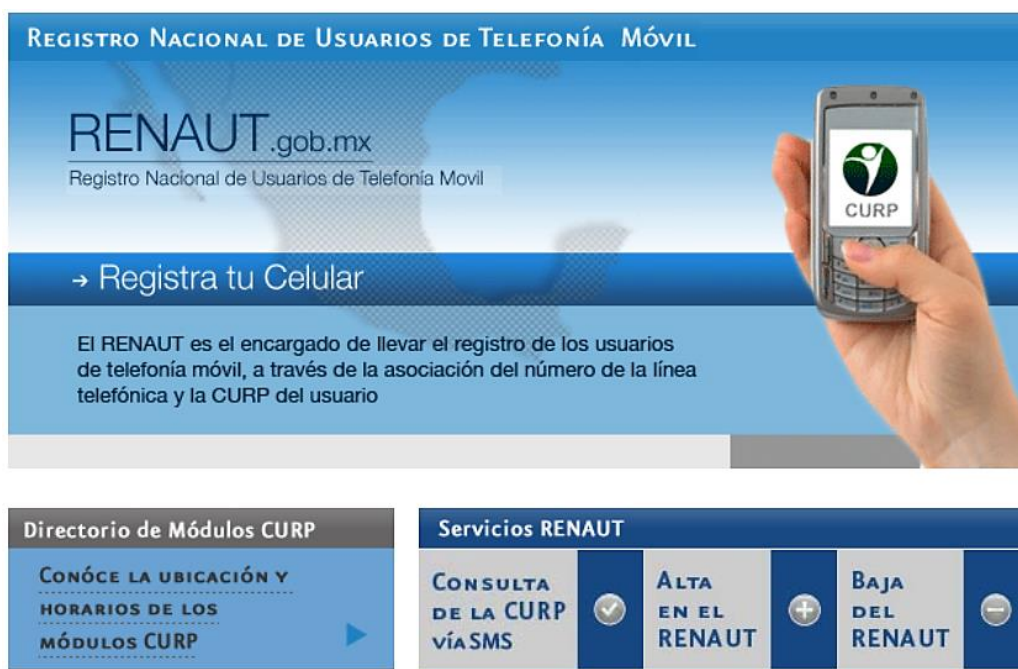 REGISTRO NACIONAL DE USUARIOS DE TELEFONÍA MÓVIL
RENAUT.gob.mx
Registro Nacional de Usuarios de Telefonía Movil
CURP
→ Registra tu Celular
El RENAUT es el encargado de llevar el registro de los usuarios
de telefonía móvil, a través de la asociación del número de la línea
telefónica y la CURP del usuario
Directorio de Módulos CURP
CONÓCE LA UBICACIÓN Y
HORARIOS DE LOS
MÓDULOS CURP
Servicios RENAUT
CONSULTA
DE LA CURP
VÍA SMS
ALTA
EN EL
RENAUT
BAJA
DEL
RENAUT